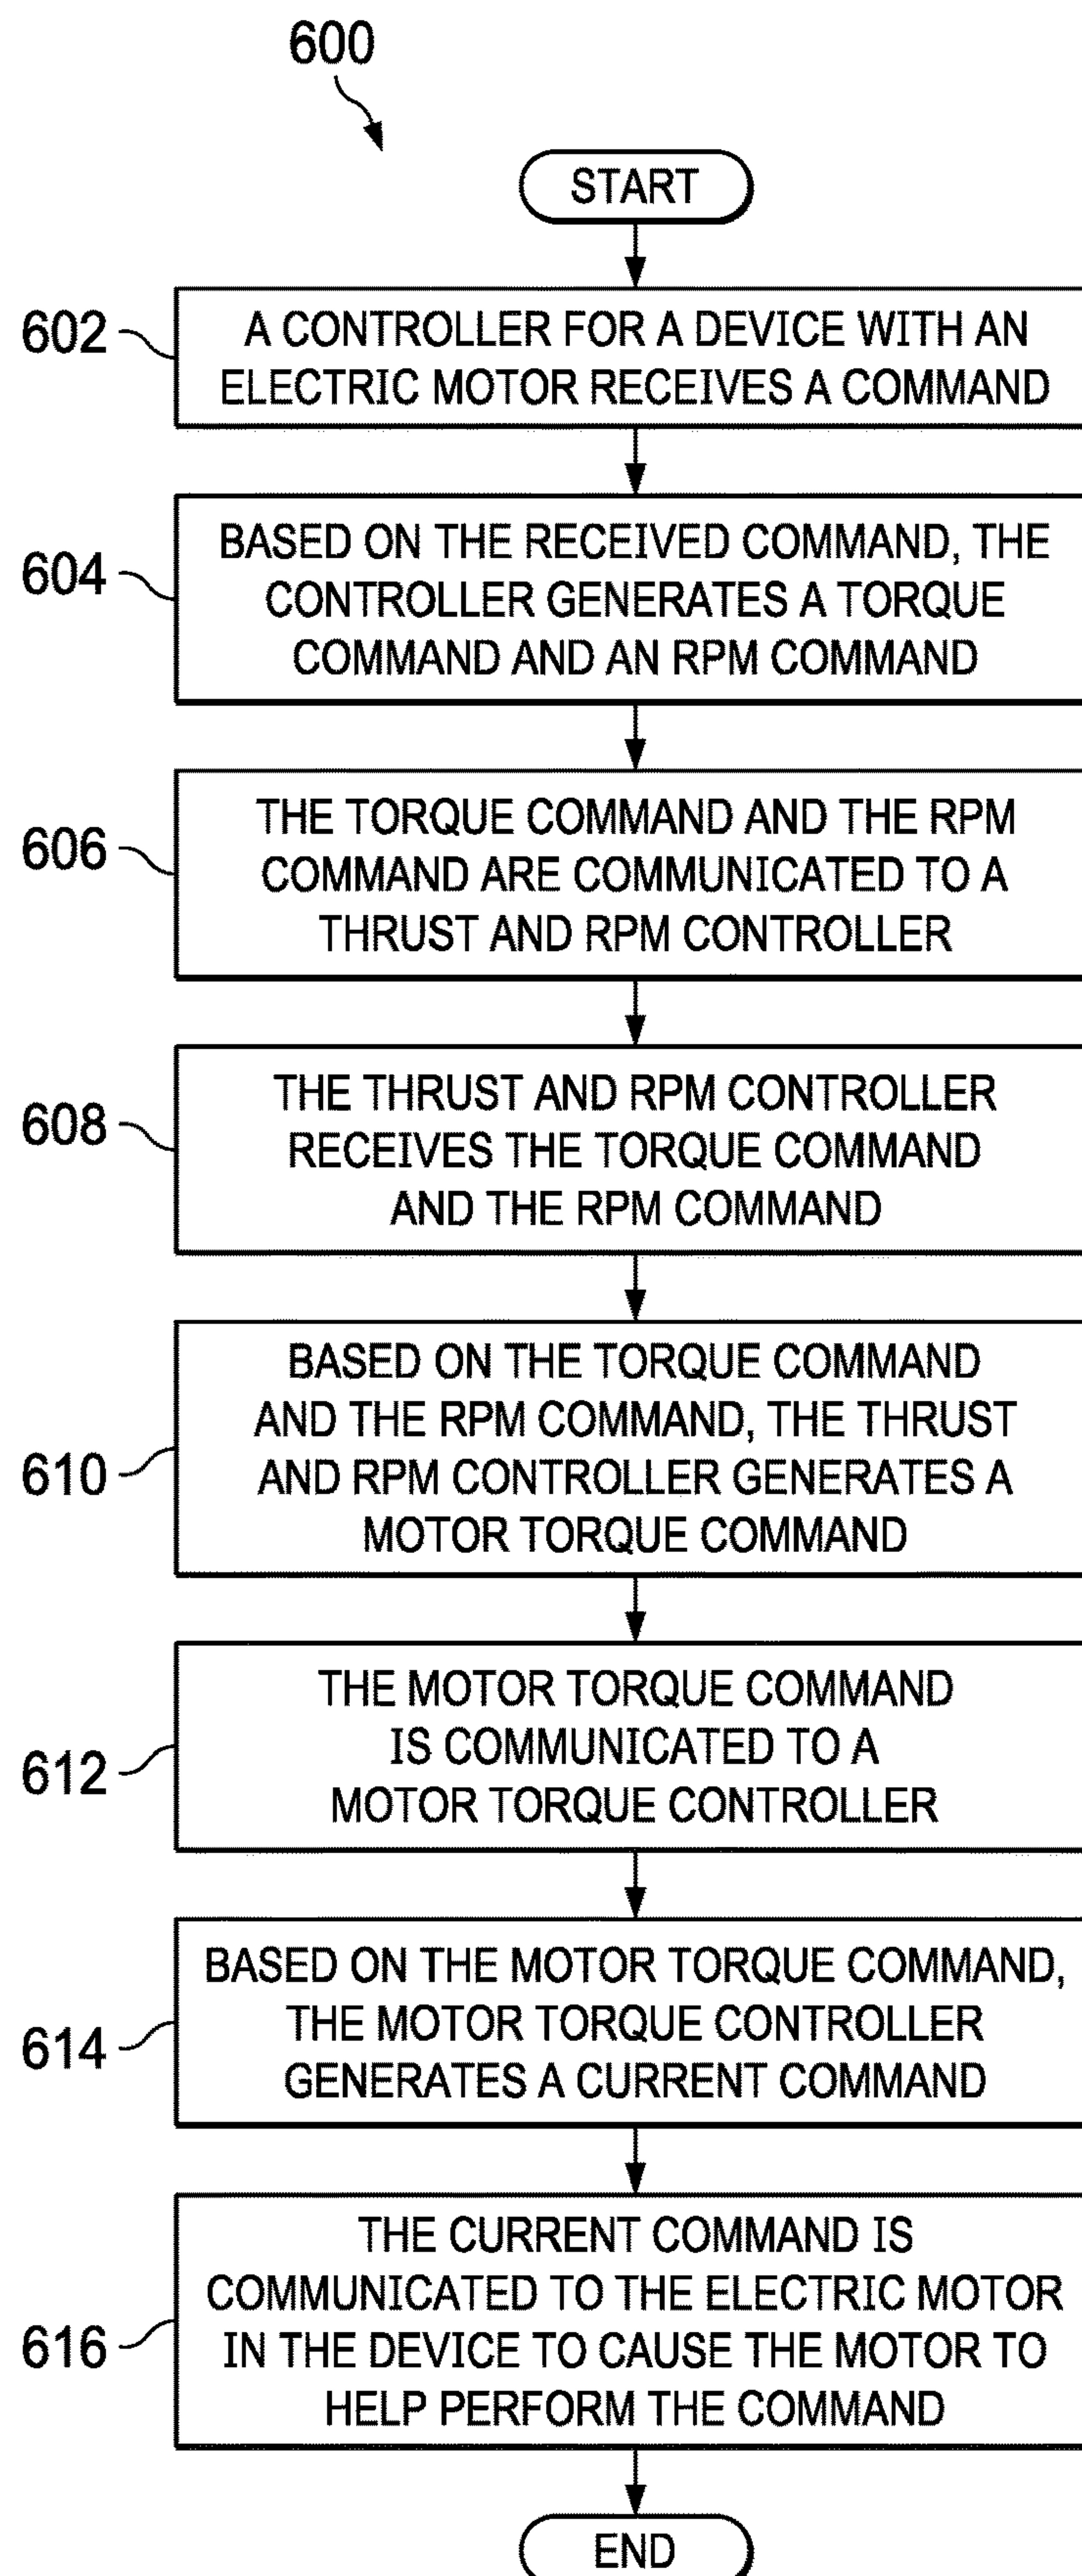 600
START
602
A CONTROLLER FOR A DEVICE WITH AN
ELECTRIC MOTOR RECEIVES A COMMAND
604
BASED ON THE RECEIVED COMMAND, THE
CONTROLLER GENERATES A TORQUE
COMMAND AND AN RPM COMMAND
606
THE TORQUE COMMAND AND THE RPM
COMMAND ARE COMMUNICATED TO A
THRUST AND RPM CONTROLLER
608
THE THRUST AND RPM CONTROLLER
RECEIVES THE TORQUE COMMAND
AND THE RPM COMMAND
610
BASED ON THE TORQUE COMMAND
AND THE RPM COMMAND, THE THRUST
AND RPM CONTROLLER GENERATES A
MOTOR TORQUE COMMAND
612
THE MOTOR TORQUE COMMAND
IS COMMUNICATED TO A
MOTOR TORQUE CONTROLLER
614
BASED ON THE MOTOR TORQUE COMMAND,
THE MOTOR TORQUE CONTROLLER
GENERATES A CURRENT COMMAND
616
THE CURRENT COMMAND IS
COMMUNICATED TO THE ELECTRIC MOTOR
IN THE DEVICE TO CAUSE THE MOTOR TO
HELP PERFORM THE COMMAND
END